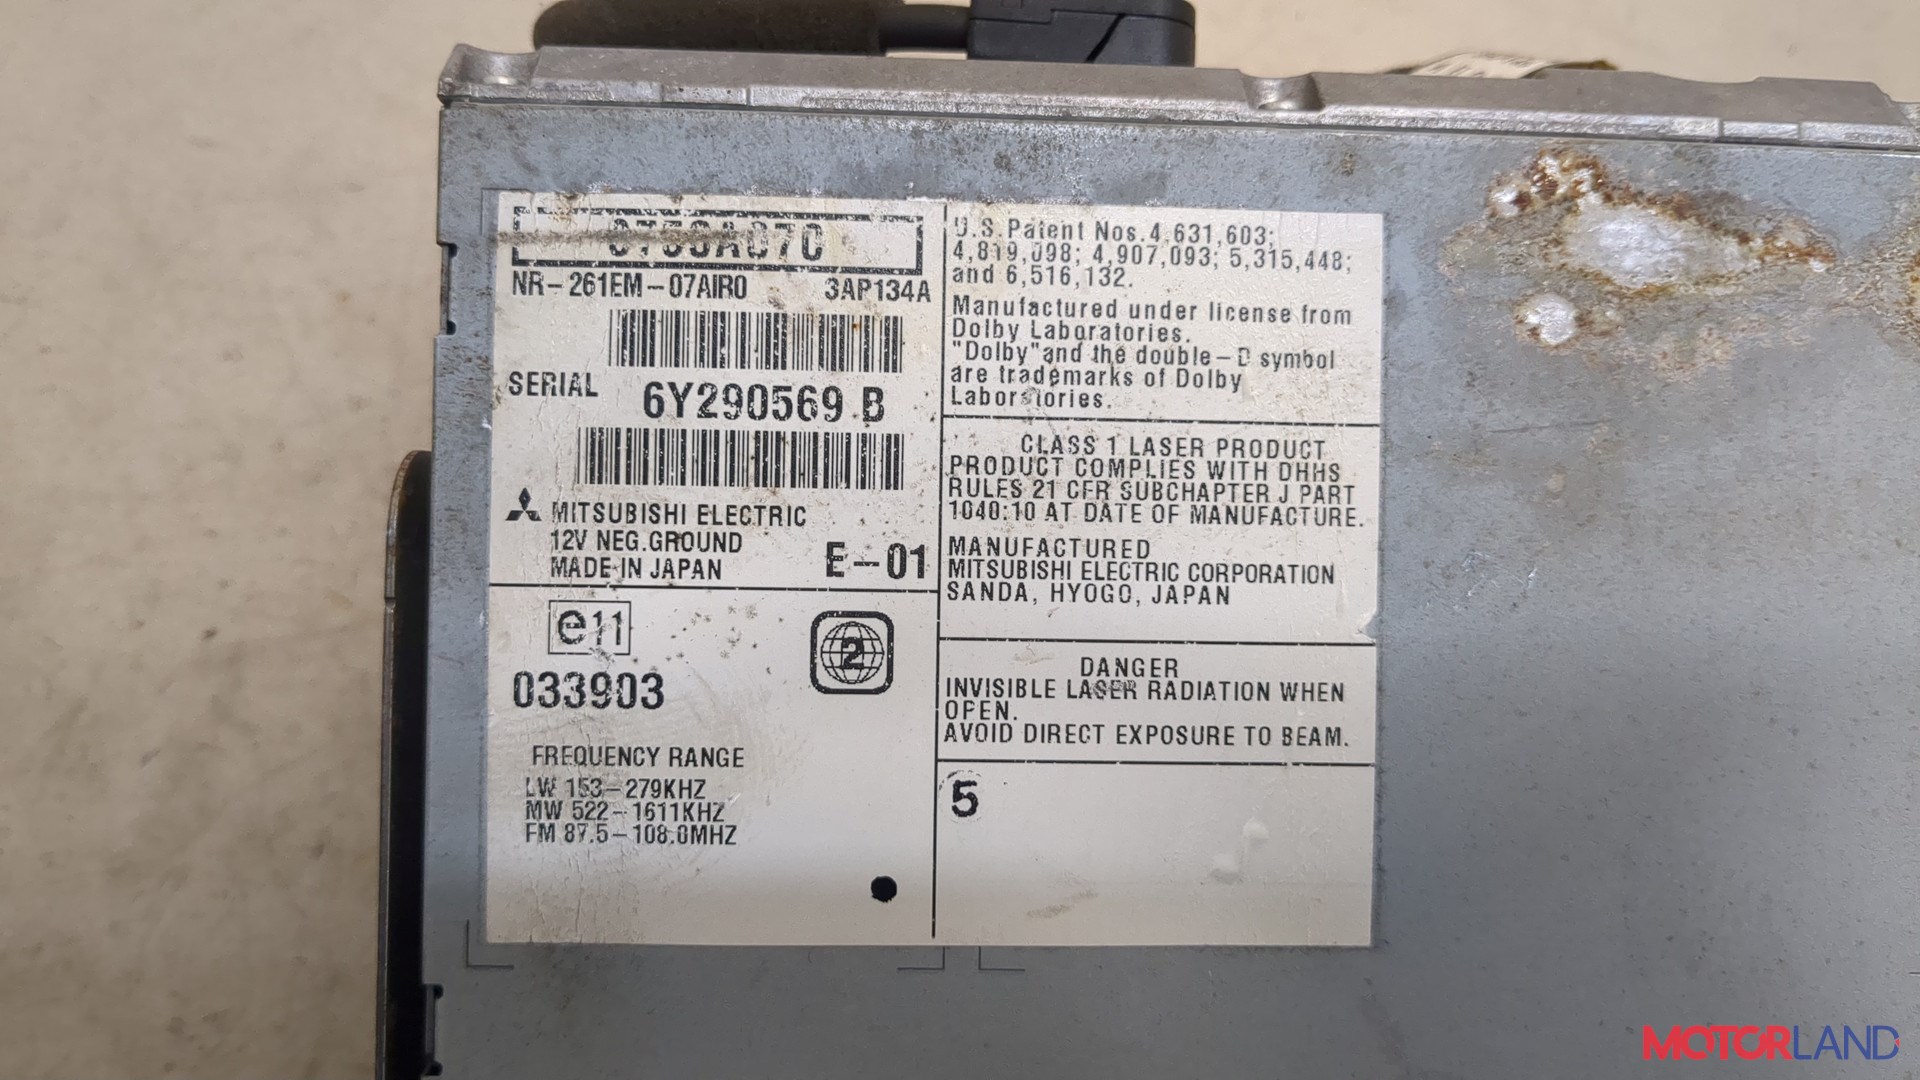 NR-261EM-07AIR0 3AP134A
SERIAL 6Y290569 B
MITSUBISHI ELECTRIC
12V NEG.GROUND
MADE IN JAPAN E-01
e11
2
033903
FREQUENCY RANGE
LW 153-279KHZ
MW 522-1611KHZ
FM 87.5-108.0MHZ
U.S.Patent Nos.4,631,603;
4,819,098; 4,907,093; 5,315,448;
and 6,516,132.
Manufactured under license from
Dolby Laboratories.
"Dolby"and the double-D symbol
are trademarks of Dolby
Laboratories.
CLASS 1 LASER PRODUCT
PRODUCT COMPLIES WITH DHHS
RULES 21 CFR SUBCHAPTER J PART
1040:10 AT DATE OF MANUFACTURE.
MANUFACTURED
MITSUBISHI ELECTRIC CORPORATION
SANDA, HYOGO, JAPAN
DANGER
INVISIBLE LASER RADIATION WHEN
OPEN.
AVOID DIRECT EXPOSURE TO BEAM.
5
MOTORLAND